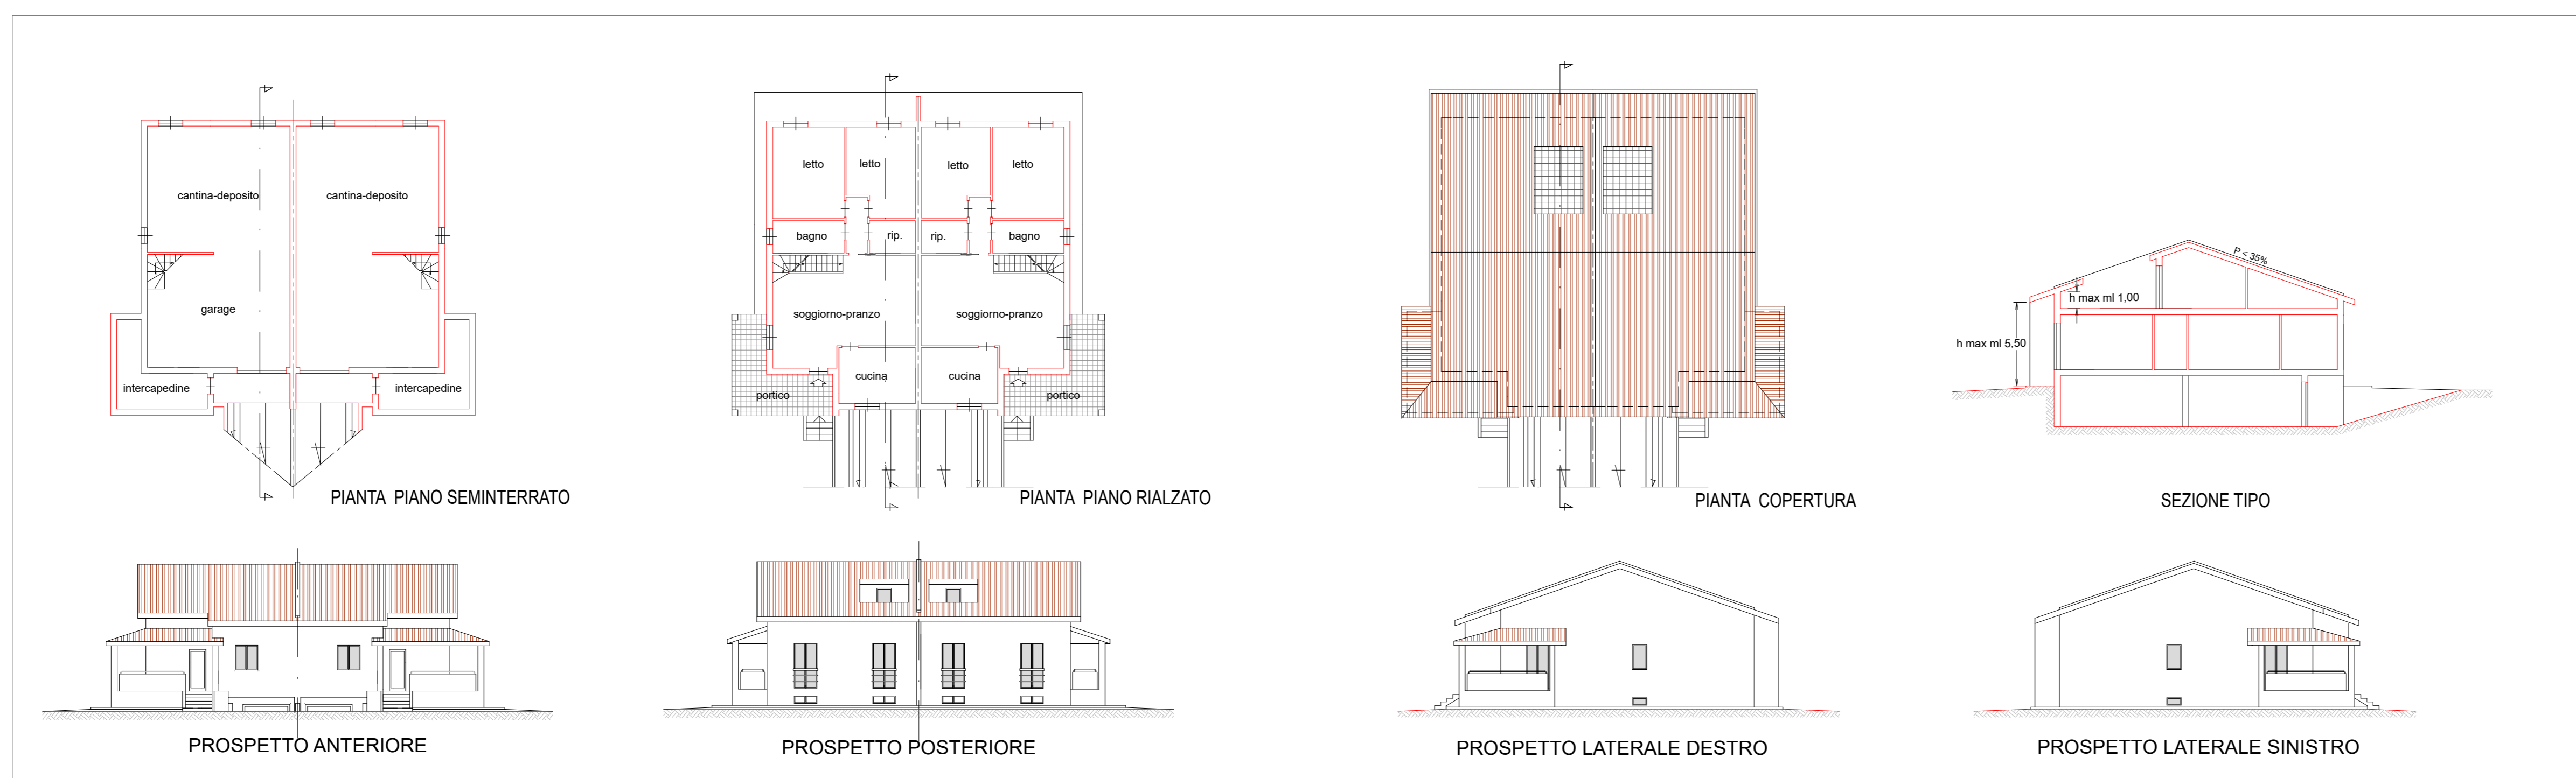 cantina-deposito
cantina-deposito
garage
intercapedine
intercapedine
PIANTA PIANO SEMINTERRATO
letto
letto
letto
letto
bagno
rip.
rip.
bagno
soggiorno-pranzo
soggiorno-pranzo
cucina
cucina
portico
portico
PIANTA PIANO RIALZATO
PIANTA COPERTURA
P < 35%
h max ml 1,00
h max ml 5,50
SEZIONE TIPO
PROSPETTO ANTERIORE
PROSPETTO POSTERIORE
PROSPETTO LATERALE DESTRO
PROSPETTO LATERALE SINISTRO